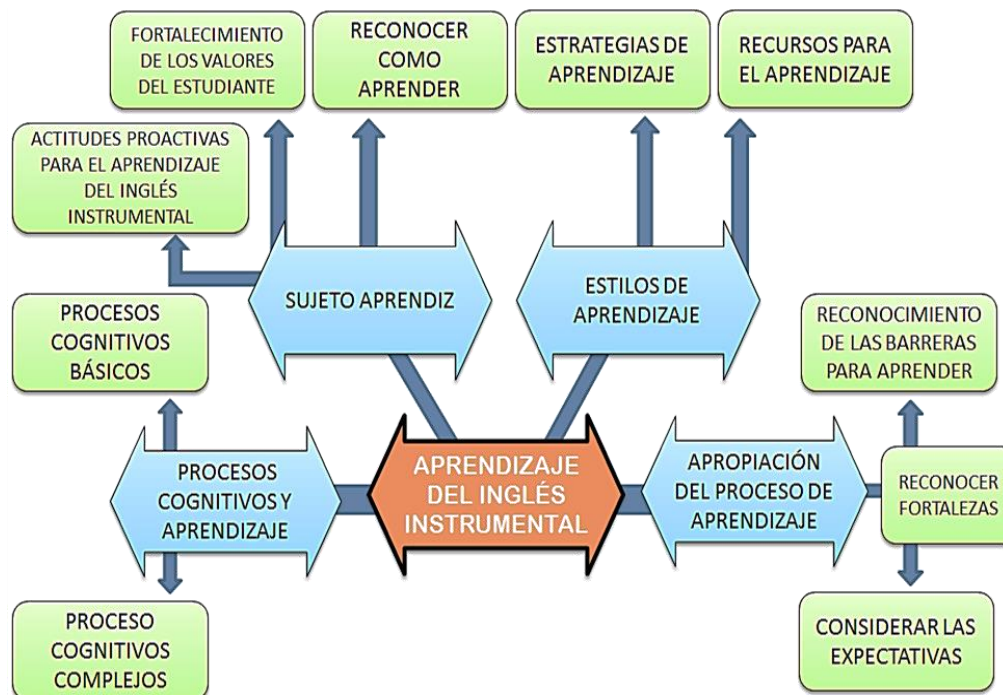 FORTALECIMIENTO
DE LOS VALORES
DEL ESTUDIANTE
RECONOCER
COMO
APRENDER
ESTRATEGIAS DE
APRENDIZAJE
RECURSOS PARA
EL APRENDIZAJE
ACTITUDES PROACTIVAS
PARA EL APRENDIZAJE
DEL INGLÉS
INSTRUMENTAL
SUJETO APRENDIZ
ESTILOS DE
APRENDIZAJE
PROCESOS
COGNITIVOS
BÁSICOS
RECONOCIMIENTO
DE LAS BARRERAS
PARA APRENDER
PROCESOS
COGNITIVOS Y
APRENDIZAJE
APRENDIZAJE
DEL INGLÉS
INSTRUMENTAL
APROPIACIÓN
DEL PROCESO DE
APRENDIZAJE
RECONOCER
FORTALEZAS
PROCESO
COGNITIVOS
COMPLEJOS
CONSIDERAR LAS
EXPECTATIVAS